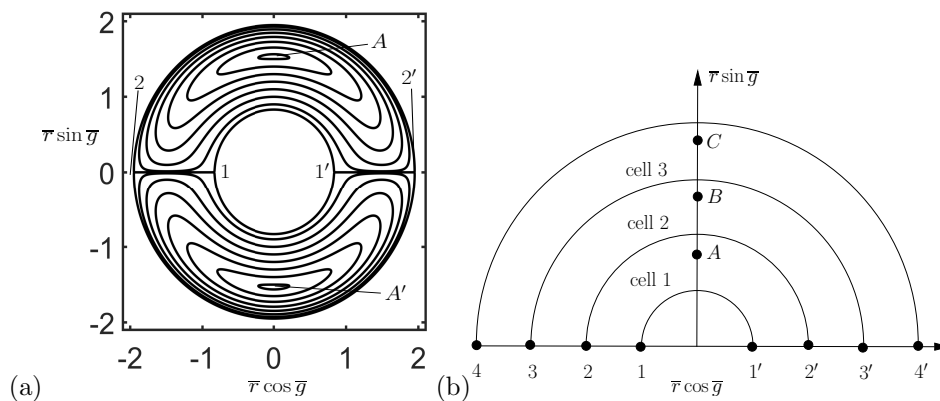 2
1
0
-1
-2
r̅ sin g̅
-2 -1 0 1 2
r̅ cos g̅
A
2
2′
1
1′
A′
(a)
r̅ sin g̅
C
cell 3
B
cell 2
A
cell 1
4 3 2 1 1′ 2′ 3′ 4′
r̅ cos g̅
(b)